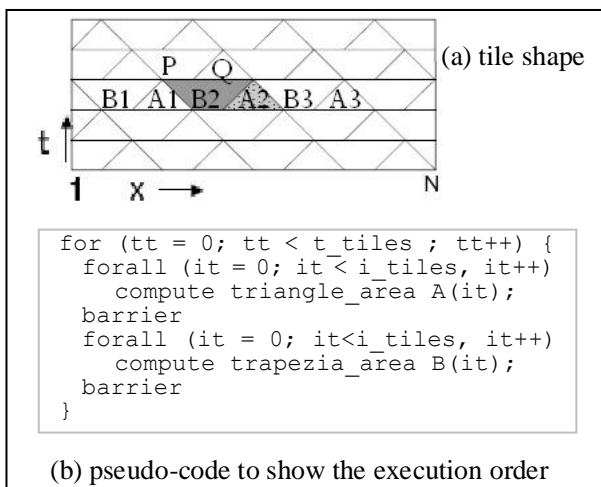 P Q
(a) tile shape
B1 A1 B2 A2 B3 A3
t
1 x N
for (tt = 0; tt < t_tiles ; tt++) {
forall (it = 0; it < i_tiles, it++)
compute triangle_area A(it);
barrier
forall (it = 0; it<i_tiles, it++)
compute trapezia_area B(it);
barrier
}
(b) pseudo-code to show the execution order